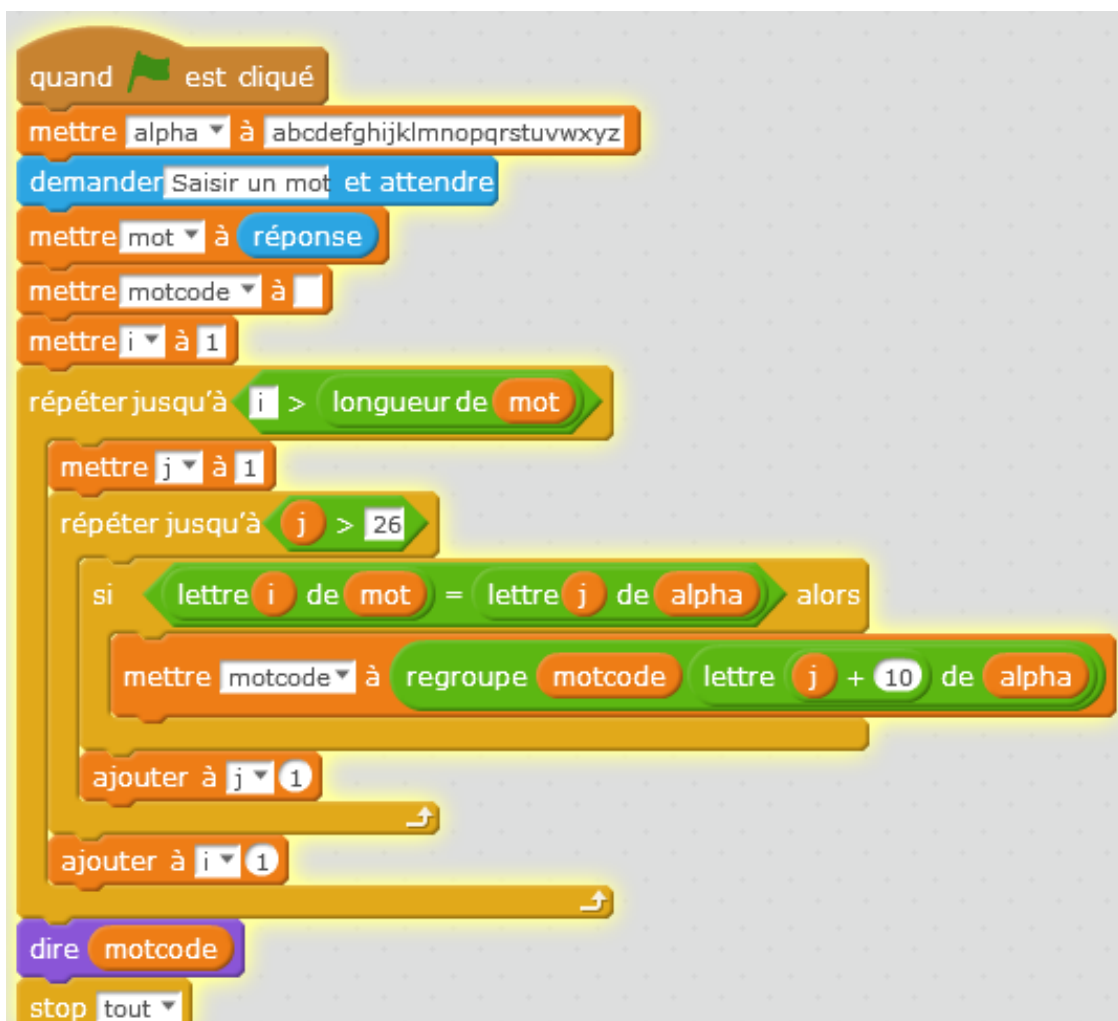 quand est cliqué
mettre alpha à abcdefghijklmnopqrstuvwxyz
demander Saisir un mot et attendre
mettre mot à réponse
mettre motcode à
mettre i à 1
répéter jusqu'à i > longueur de mot
mettre j à 1
répéter jusqu'à j > 26
si lettre i de mot = lettre j de alpha alors
mettre motcode à regroupe motcode lettre j + 10 de alpha
ajouter à j 1
ajouter à i 1
dire motcode
stop tout